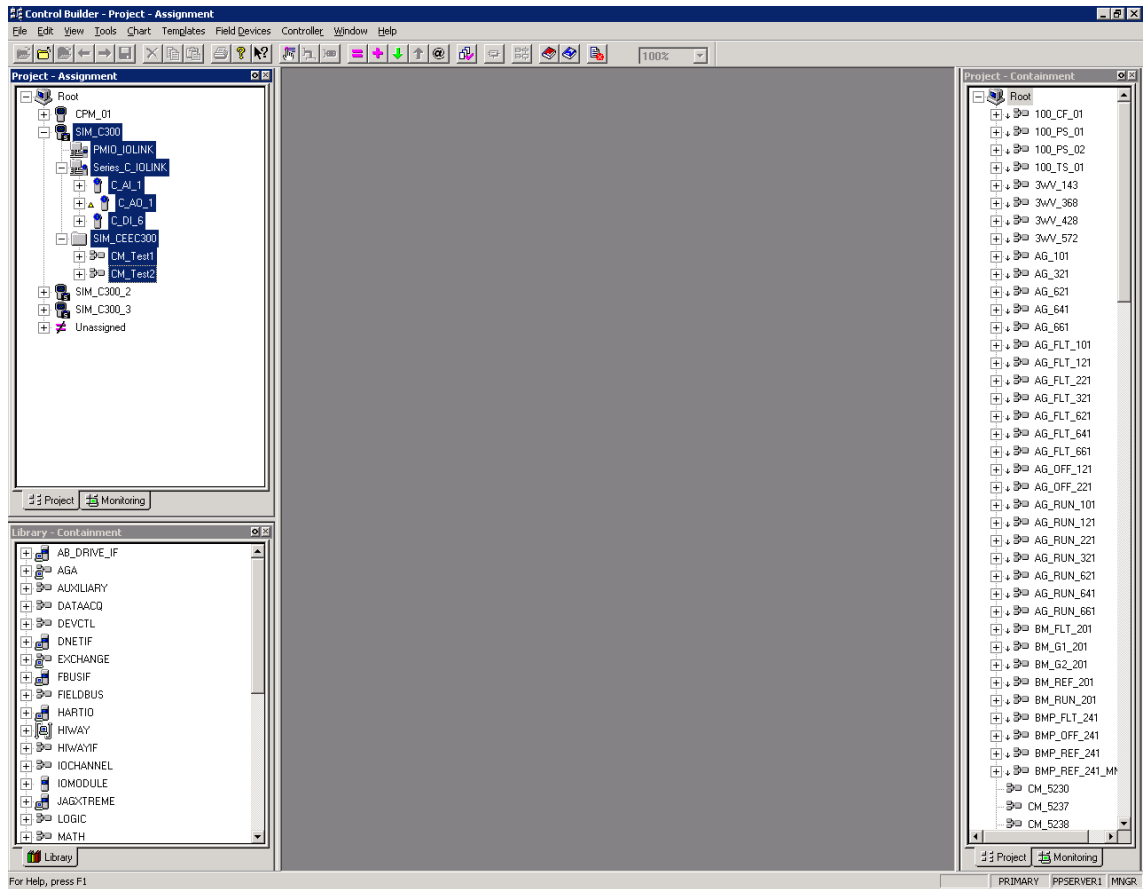 Control Builder - Project - Assignment
File Edit View Tools Chart Templates Field Devices Controller Window Help
100%
Project - Assignment
Root
CPM_01
SIM_C300
PMIO_IOLINK
Series_C_IOLINK
C_AI_1
C_AO_1
C_DI_6
SIM_CEEC300
CM_Test1
CM_Test2
SIM_C300_2
SIM_C300_3
Unassigned
Project Monitoring
Library - Containment
AB_DRIVE_IF
AGA
AUXILIARY
DATAACQ
DEVCTL
DNETIF
EXCHANGE
FBUSIF
FIELDBUS
HARTIO
HIWAY
HIWAYIF
IOCHANNEL
IOMODULE
JAGXTREME
LOGIC
MATH
Library
Project - Containment
Root
100_CF_01
100_PS_01
100_PS_02
100_TS_01
3WV_143
3WV_368
3WV_428
3WV_572
AG_101
AG_321
AG_621
AG_641
AG_661
AG_FLT_101
AG_FLT_121
AG_FLT_221
AG_FLT_321
AG_FLT_621
AG_FLT_641
AG_FLT_661
AG_OFF_121
AG_OFF_221
AG_RUN_101
AG_RUN_121
AG_RUN_221
AG_RUN_321
AG_RUN_621
AG_RUN_641
AG_RUN_661
BM_FLT_201
BM_G1_201
BM_G2_201
BM_REF_201
BM_RUN_201
BMP_FLT_241
BMP_OFF_241
BMP_REF_241
BMP_REF_241_MN
CM_5230
CM_5237
CM_5238
Project Monitoring
For Help, press F1
PRIMARY PPSERVER1 MNGR